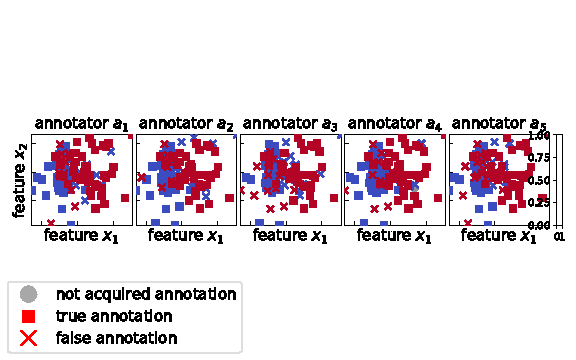 annotator a1 annotator a2 annotator a3 annotator a4 annotator a5
feature x2
1.00
0.75
0.50
0.25
0.00
feature x1 feature x1 feature x1 feature x1 feature x1
not acquired annotation
true annotation
false annotation